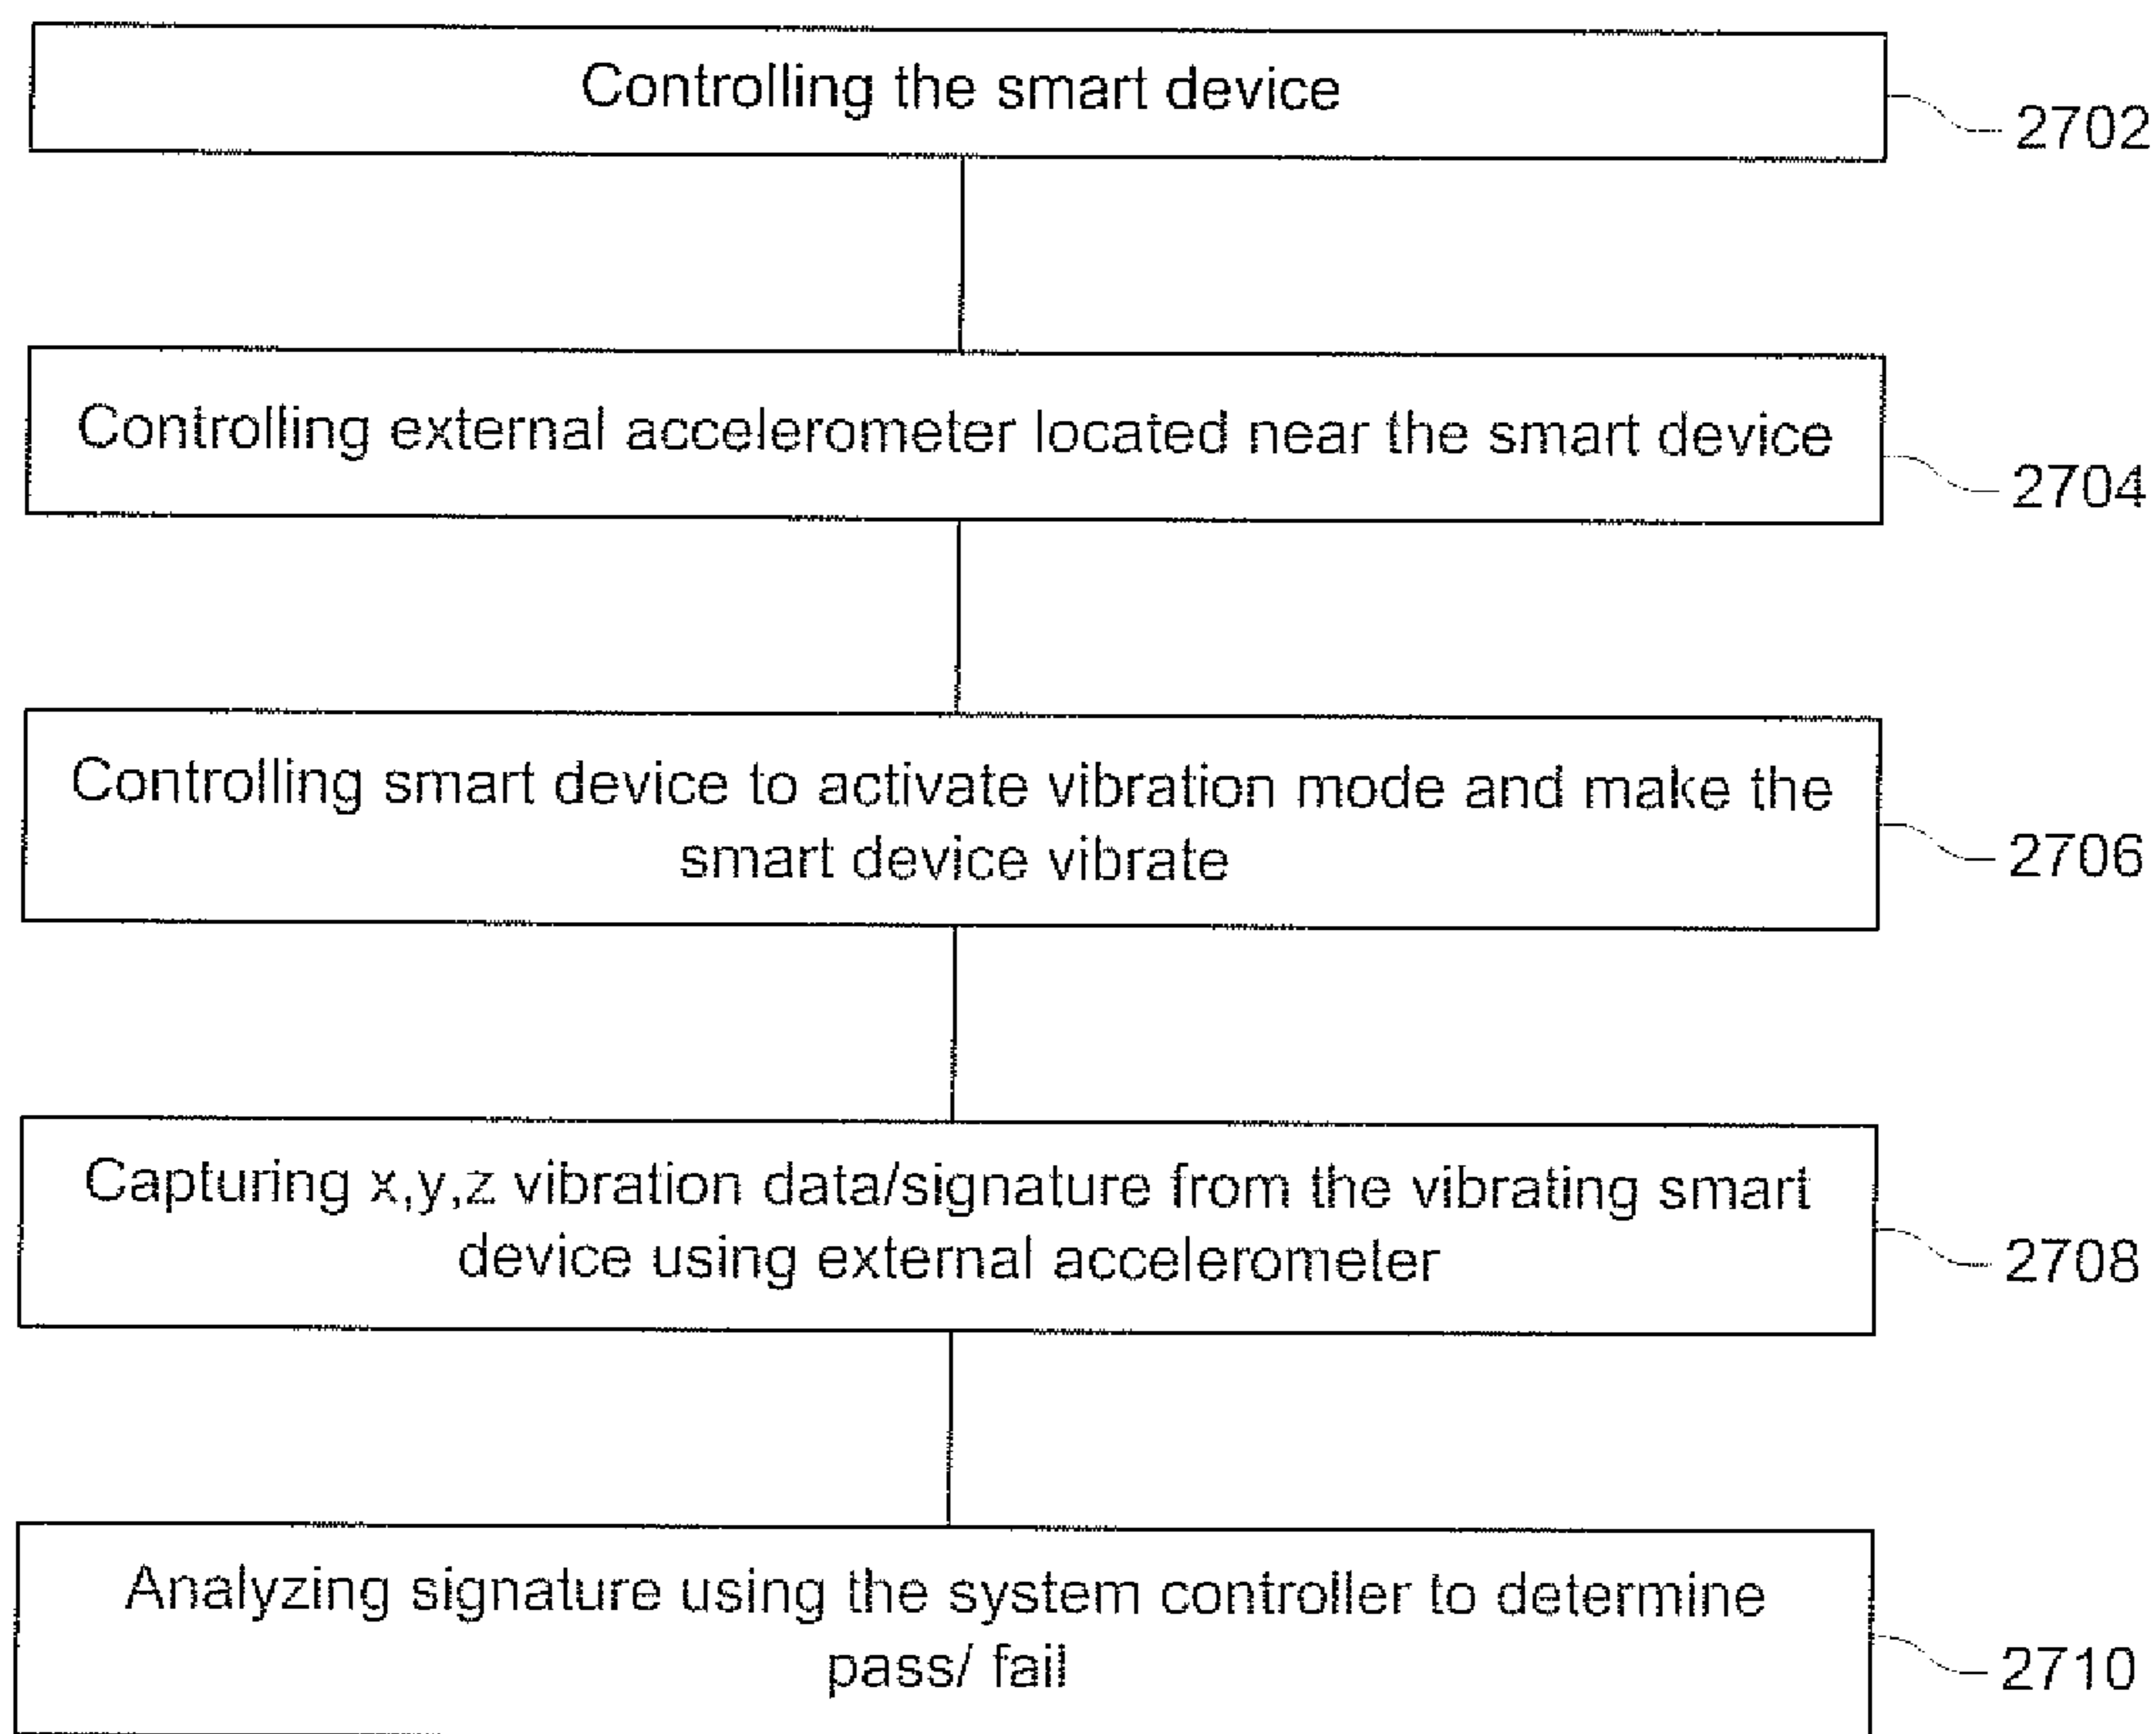 Controlling the smart device
2702
Controlling external accelerometer located near the smart device
2704
Controlling smart device to activate vibration mode and make the
smart device vibrate
2706
Capturing x,y,z vibration data/signature from the vibrating smart
device using external accelerometer
2708
Analyzing signature using the system controller to determine
pass/ fail
2710